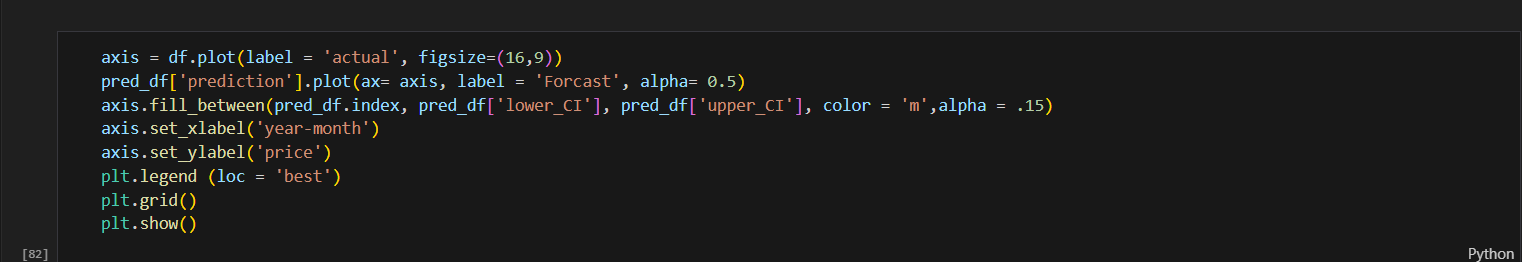 axis = df.plot(label = 'actual', figsize=(16,9))
pred_df['prediction'].plot(ax= axis, label = 'Forcast', alpha= 0.5)
axis.fill_between(pred_df.index, pred_df['lower_CI'], pred_df['upper_CI'], color = 'm',alpha = .15)
axis.set_xlabel('year-month')
axis.set_ylabel('price')
plt.legend (loc = 'best')
plt.grid()
plt.show()
[82]
Python